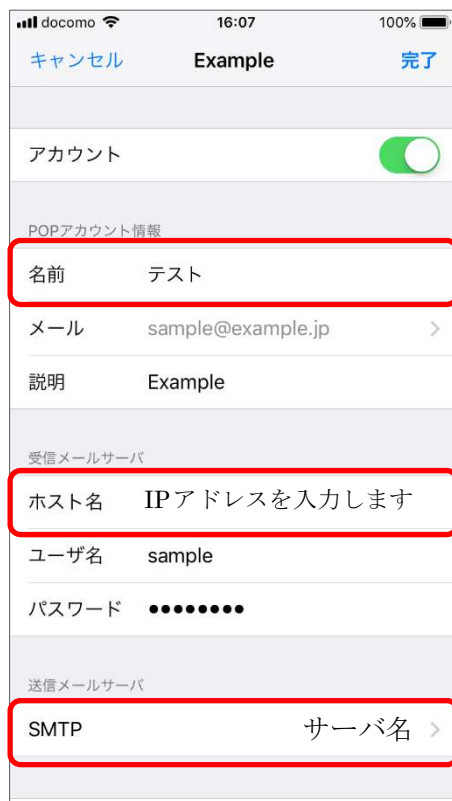 docomo 16:07 100%
キャンセル Example 完了
アカウント
POPアカウント情報
名前 テスト
メール sample@example.jp
説明 Example
受信メールサーバ
ホスト名 IPアドレスを入力します
ユーザ名 sample
パスワード ●●●●●●●●
送信メールサーバ
SMTP サーバ名